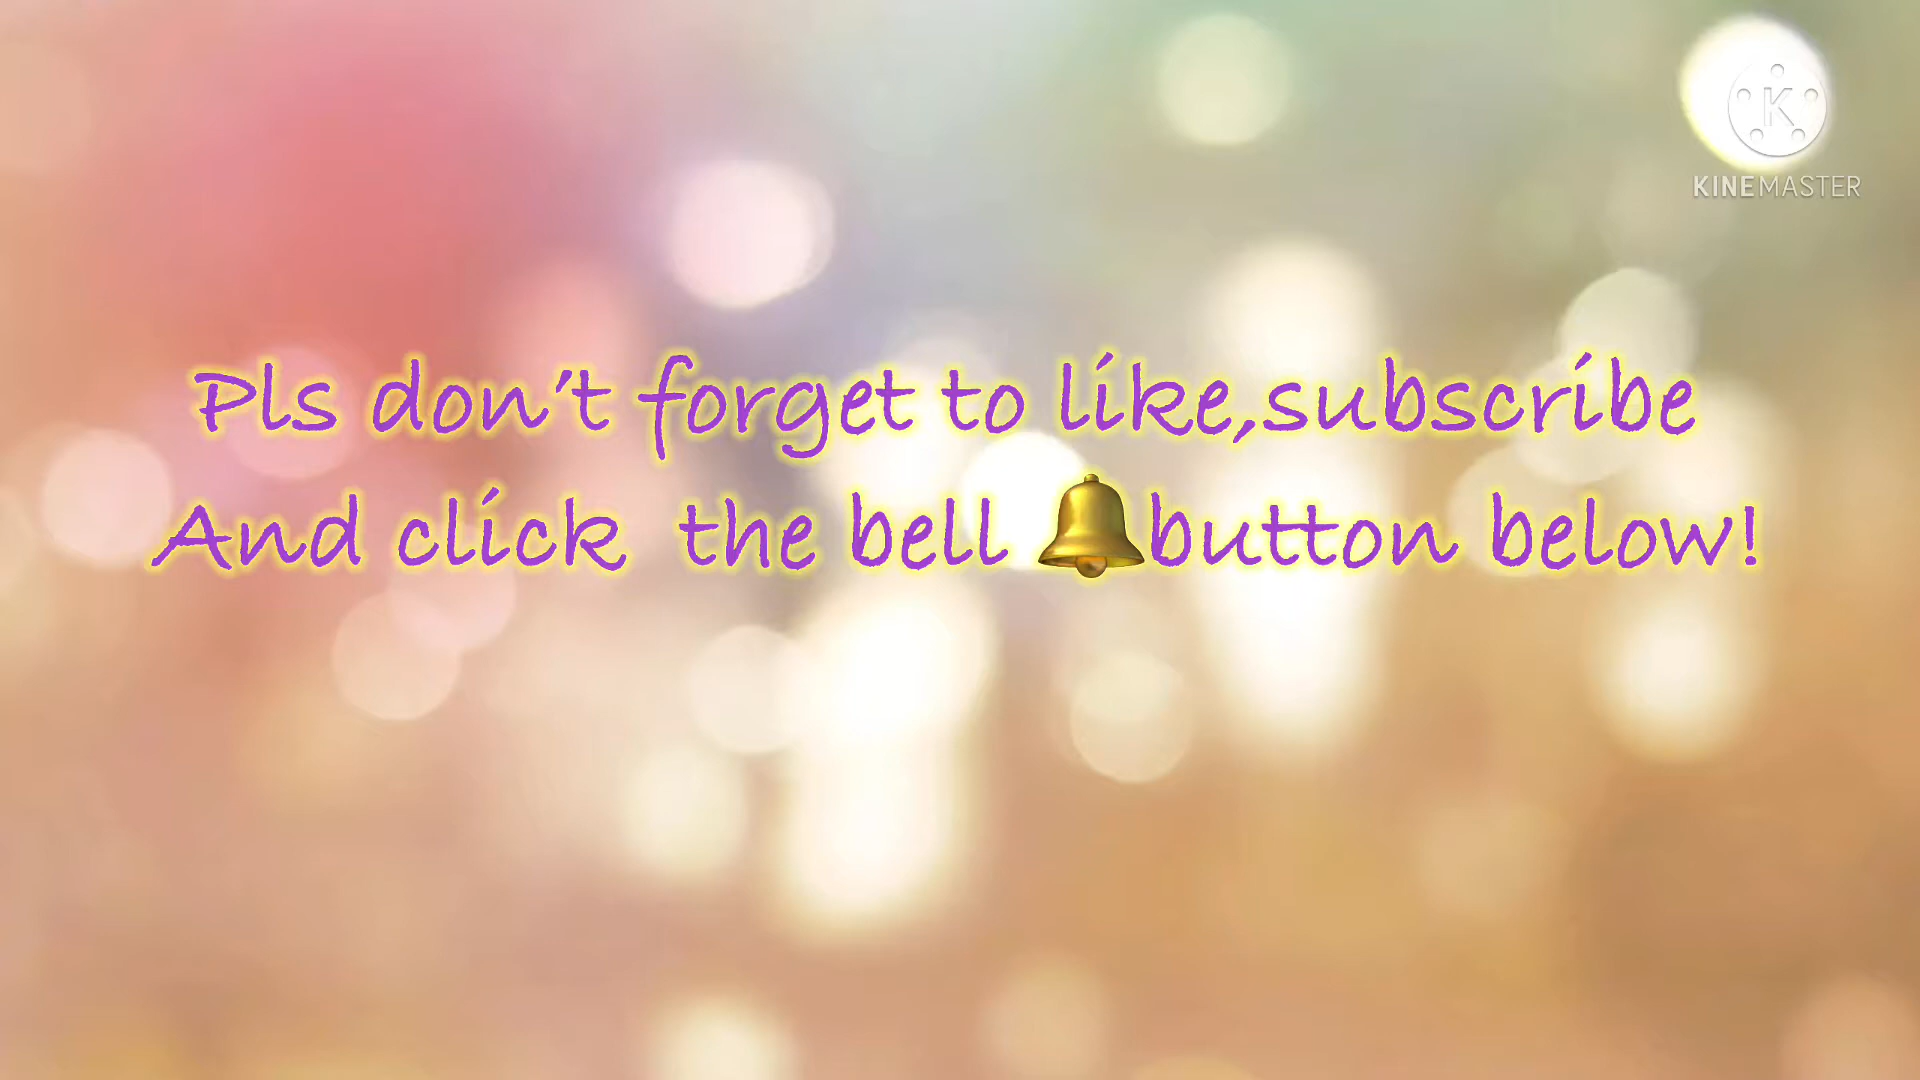 K
KINEMASTER
Pls don't forget to like,subscribe
And click the bell 🔔button below!